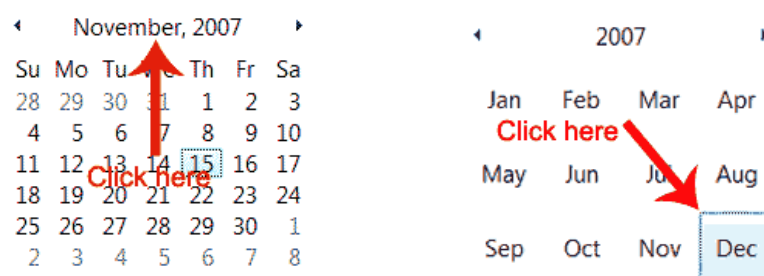 November, 2007
Su Mo Tu We Th Fr Sa
28 29 30 31 1 2 3
4 5 6 7 8 9 10
11 12 13 14 15 16 17
Click here
18 19 20 21 22 23 24
25 26 27 28 29 30 1
2 3 4 5 6 7 8
2007
Jan Feb Mar Apr
Click here
May Jun Jul Aug
Sep Oct Nov Dec